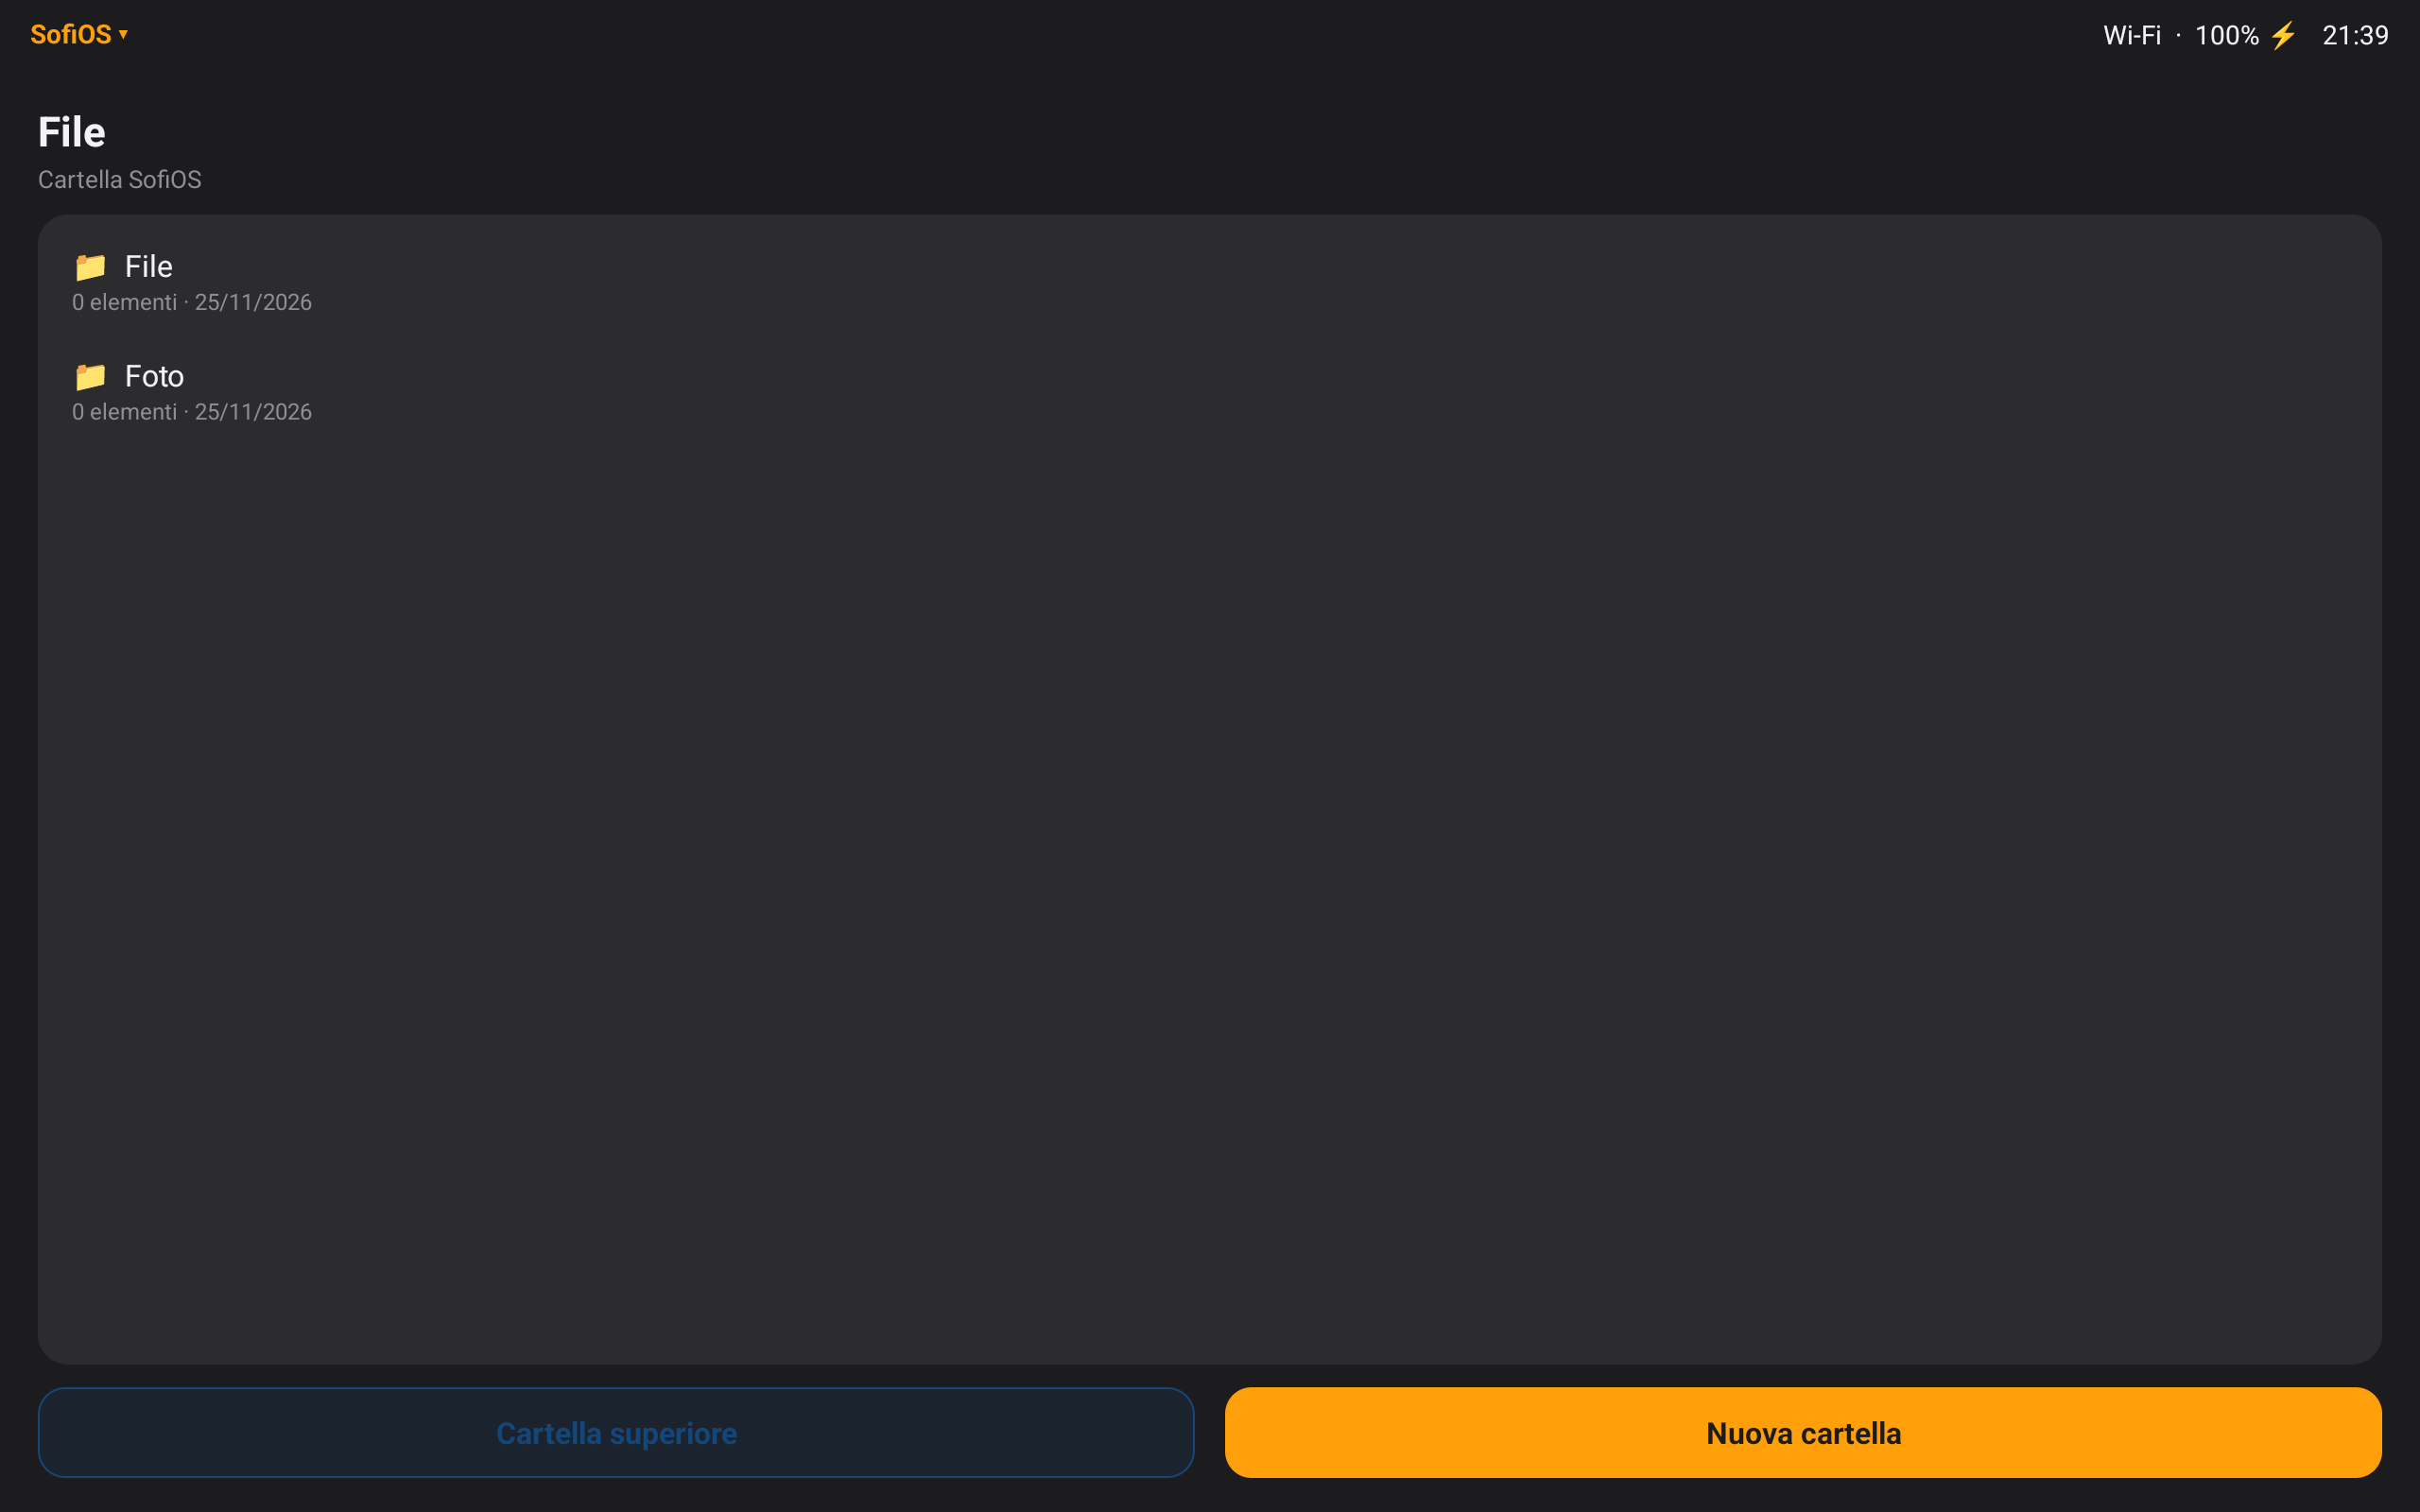 SofiOS ▾
Wi-Fi · 100% ⚡ 21:39
File
Cartella SofiOS
📁 File
0 elementi · 25/11/2026
📁 Foto
0 elementi · 25/11/2026
Cartella superiore
Nuova cartella